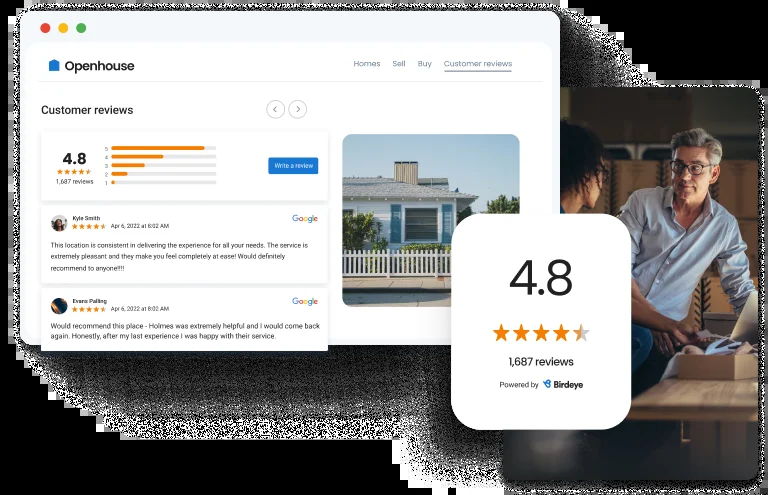 Openhouse
Homes Sell Buy Customer reviews
Customer reviews
4.8
1,687 reviews
5
4
3
2
1
Write a review
Kyle Smith
Apr 6, 2022 at 8:02 AM
Google
This location is consistent in delivering the experience for all your needs. The service is
extremely pleasant and they make you feel completely at ease! Would definitely
recommend to anyone!!!!
Evans Palling
Apr 6, 2022 at 8:02 AM
Google
Would recommend this place - Holmes was extremely helpful and I would come back
again. Honestly, after my last experience I was happy with their service.
4.8
1,687 reviews
Powered by Birdeye